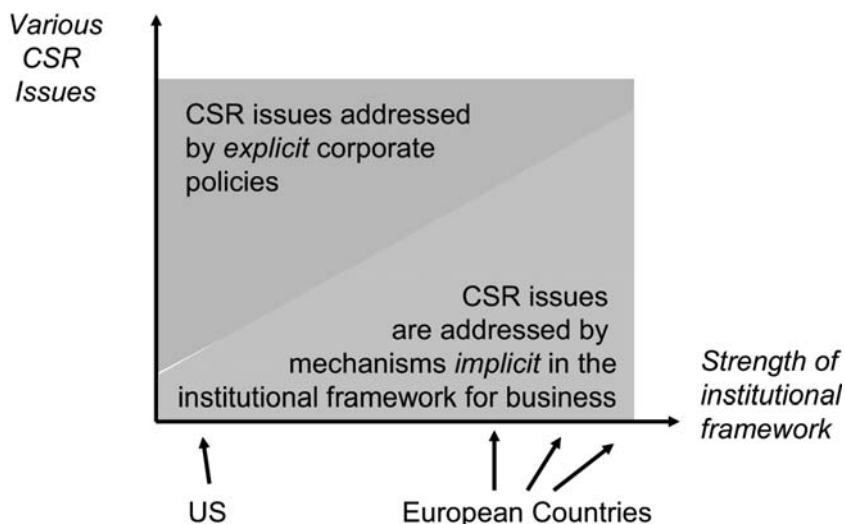 Various
CSR
Issues
CSR issues addressed
by explicit corporate
policies
CSR issues
are addressed by
mechanisms implicit in the
institutional framework for business
Strength of
institutional
framework
US
European Countries